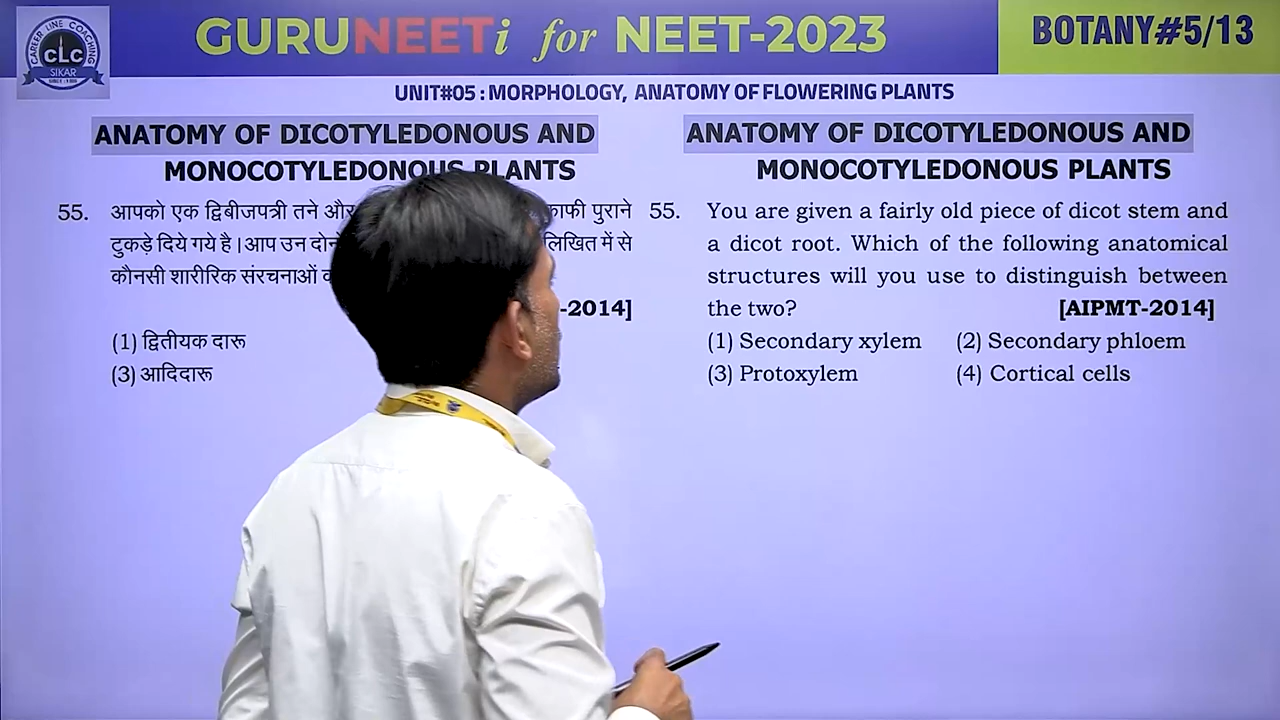 CAREER LINE COACHING
CLC
SIKAR
SINCE : 1996
GURUNEETi for NEET-2023
BOTANY#5/13
UNIT#05 : MORPHOLOGY, ANATOMY OF FLOWERING PLANTS
ANATOMY OF DICOTYLEDONOUS AND
MONOCOTYLEDONOUS PLANTS
55. आपको एक द्विबीजपत्री तने और काफी पुराने
टुकड़े दिये गये है। आप उन दोनों लिखित में से
कौनसी शारीरिक संरचनाओं
-2014]
(1) द्वितीयक दारू
(3) आदिदारू
ANATOMY OF DICOTYLEDONOUS AND
MONOCOTYLEDONOUS PLANTS
55. You are given a fairly old piece of dicot stem and
a dicot root. Which of the following anatomical
structures will you use to distinguish between
the two? [AIPMT-2014]
(1) Secondary xylem (2) Secondary phloem
(3) Protoxylem (4) Cortical cells